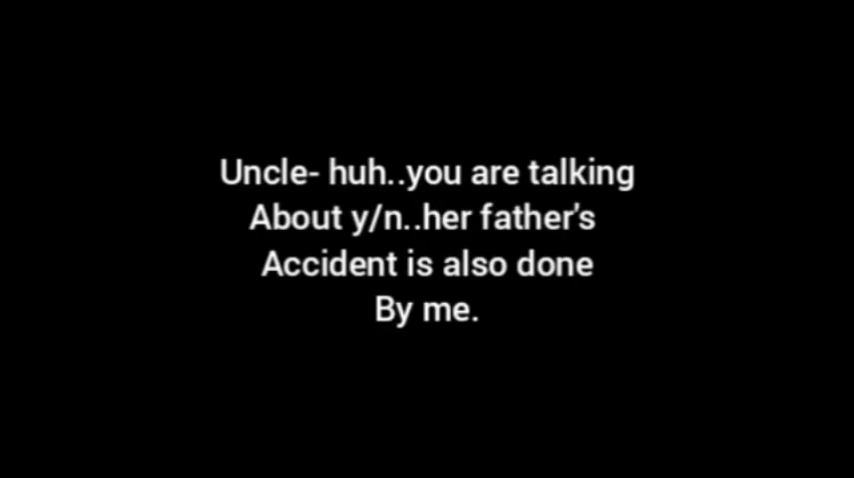 Uncle- huh..you are talking
About y/n..her father's
Accident is also done
By me.